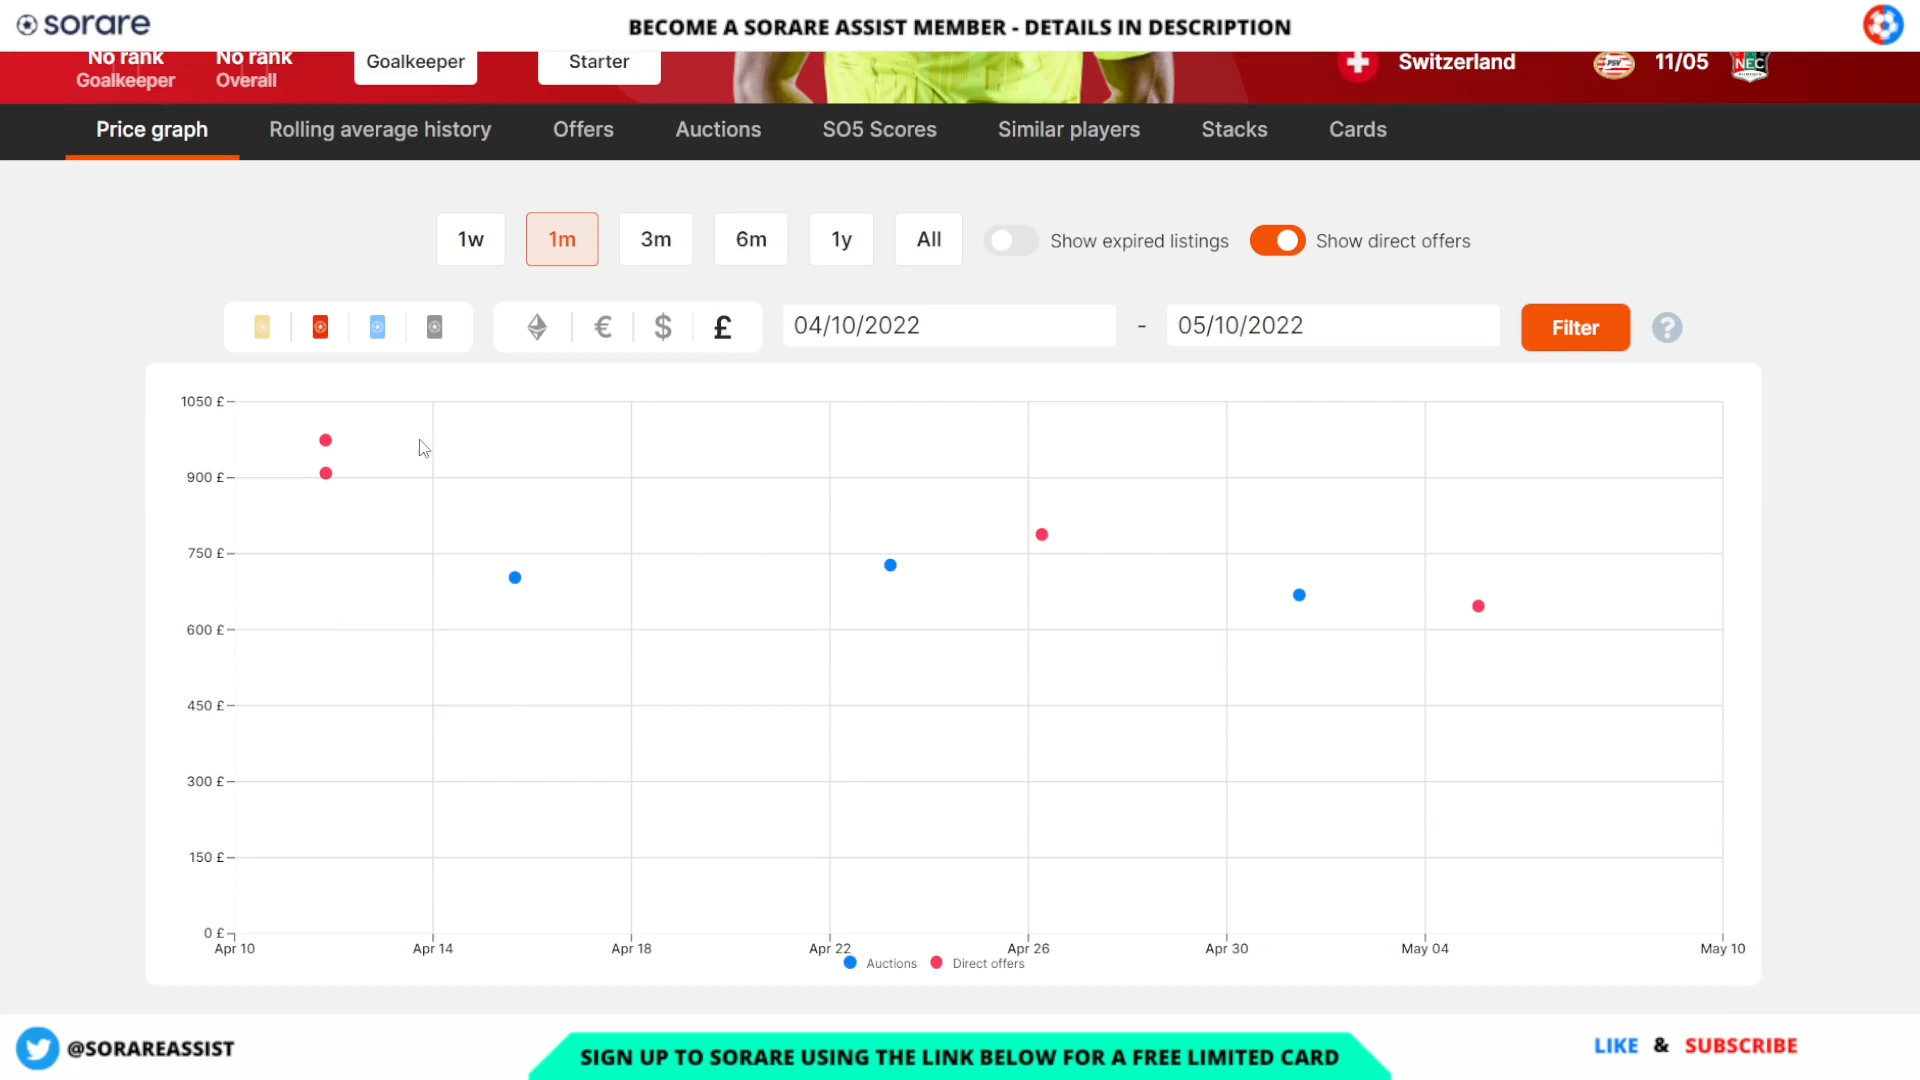 sorare
BECOME A SORARE ASSIST MEMBER - DETAILS IN DESCRIPTION
No rank
Goalkeeper
No rank
Overall
Goalkeeper
Starter
Switzerland
PSV
11/05
NEC
Price graph
Rolling average history
Offers
Auctions
SO5 Scores
Similar players
Stacks
Cards
1w
1m
3m
6m
1y
All
Show expired listings
Show direct offers
€
$
£
04/10/2022
-
05/10/2022
Filter
?
1050 £
900 £
750 £
600 £
450 £
300 £
150 £
0 £
Apr 10
Apr 14
Apr 18
Apr 22
Apr 26
Apr 30
May 04
May 10
Auctions
Direct offers
@SORAREASSIST
SIGN UP TO SORARE USING THE LINK BELOW FOR A FREE LIMITED CARD
LIKE & SUBSCRIBE